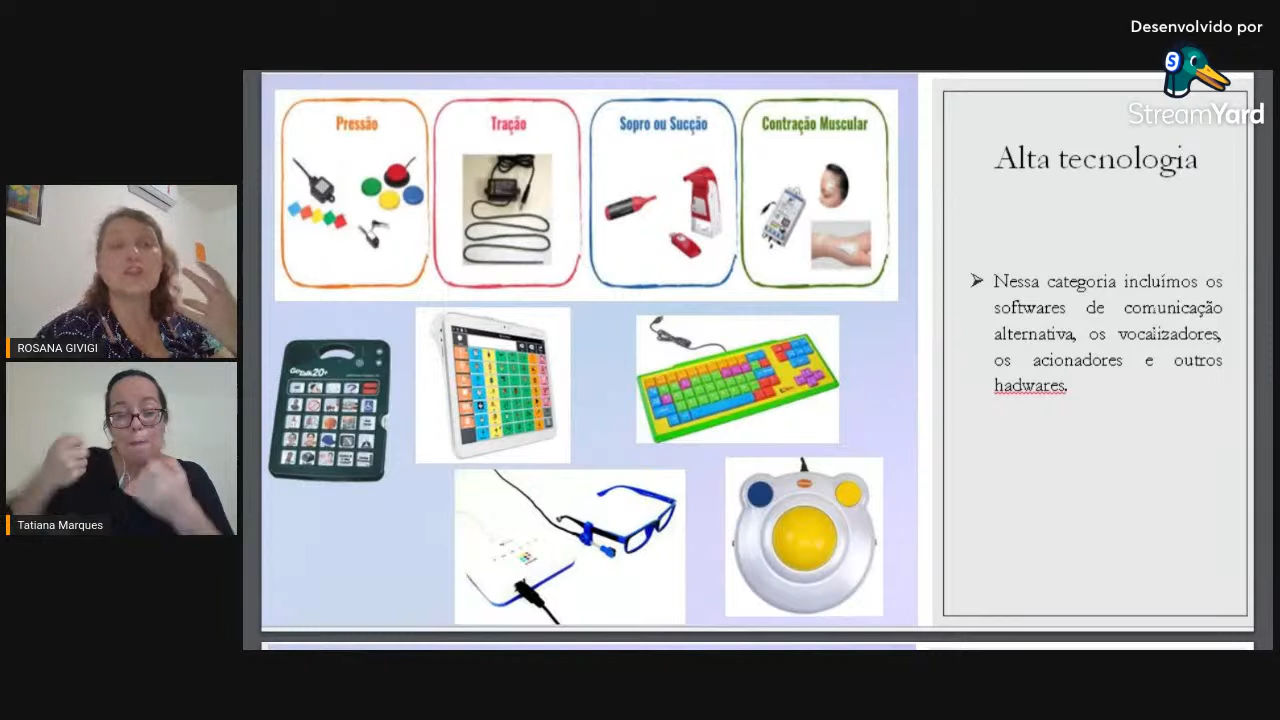 Desenvolvido por
StreamYard
Pressão
Tração
Sopro ou Sucção
Contração Muscular
Alta tecnologia
Nessa categoria incluímos os
softwares de comunicação
alternativa, os vocalizadores,
os acionadores e outros
hadwares.
GoTalk20+
ROSANA GIVIGI
Tatiana Marques